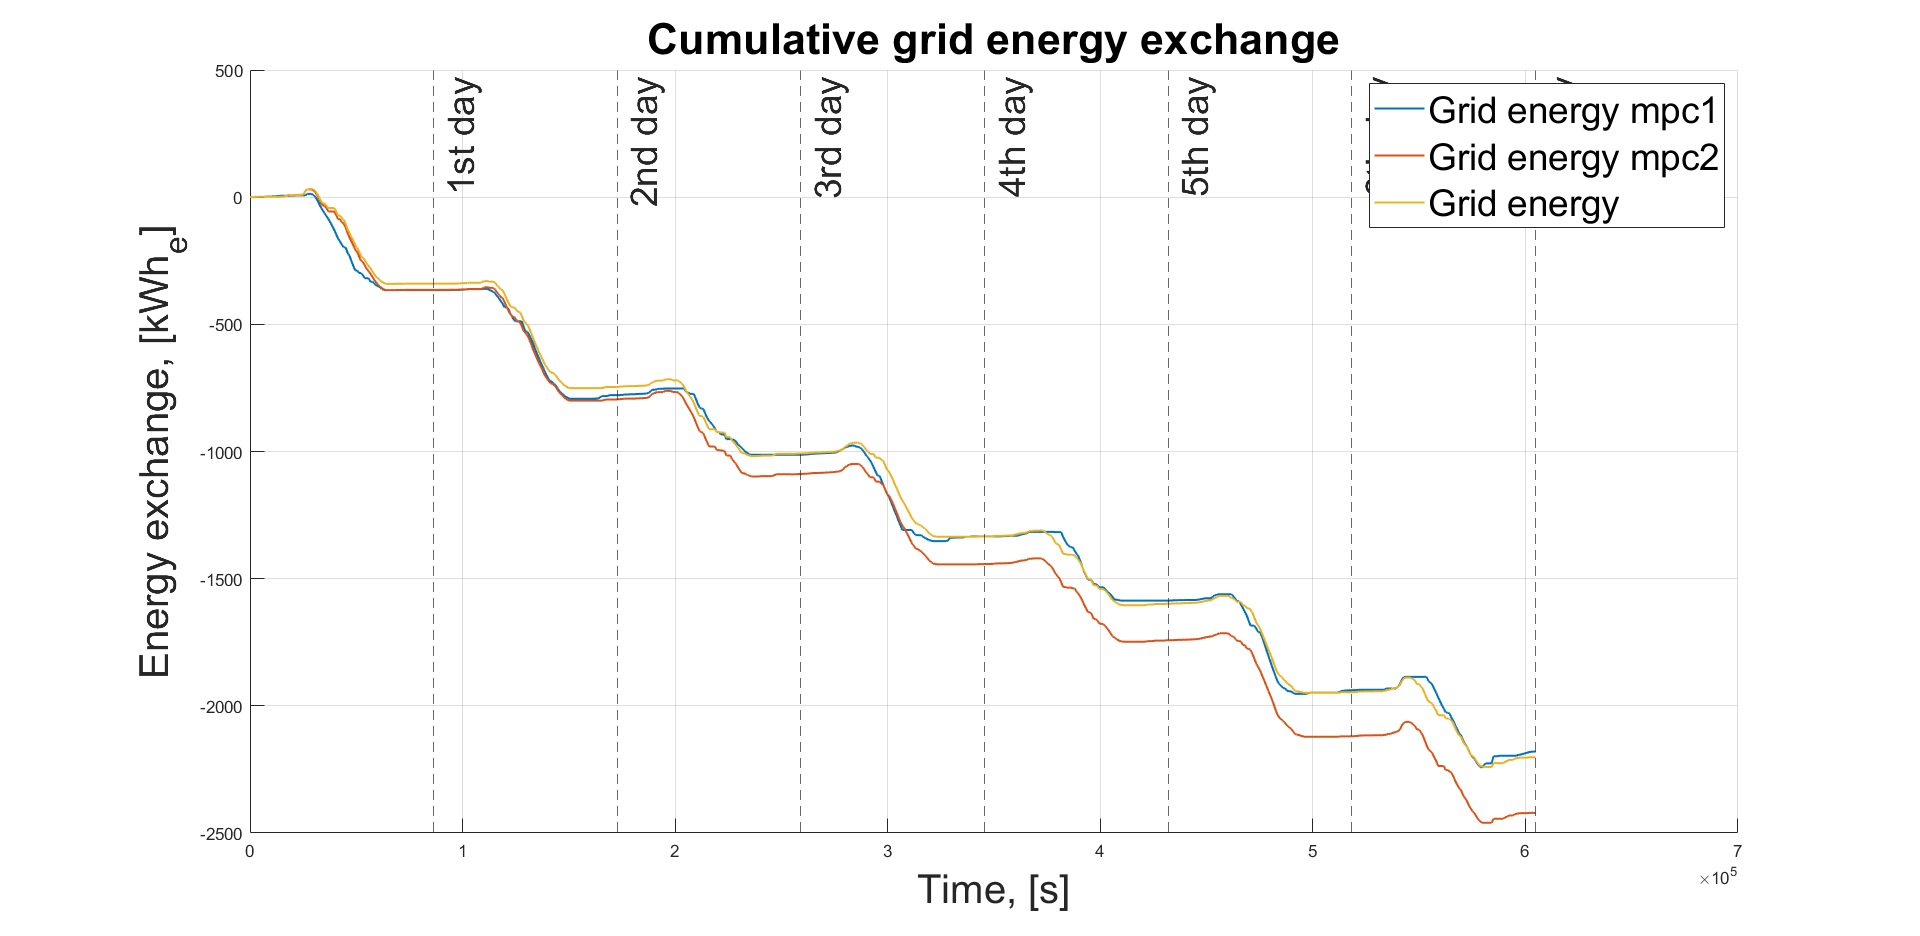 Cumulative grid energy exchange
500
0
-500
-1000
-1500
-2000
-2500
Energy exchange, [kWh_e]
1st day
2nd day
3rd day
4th day
5th day
Grid energy mpc1
Grid energy mpc2
Grid energy
0 1 2 3 4 5 6 7
×10^5
Time, [s]